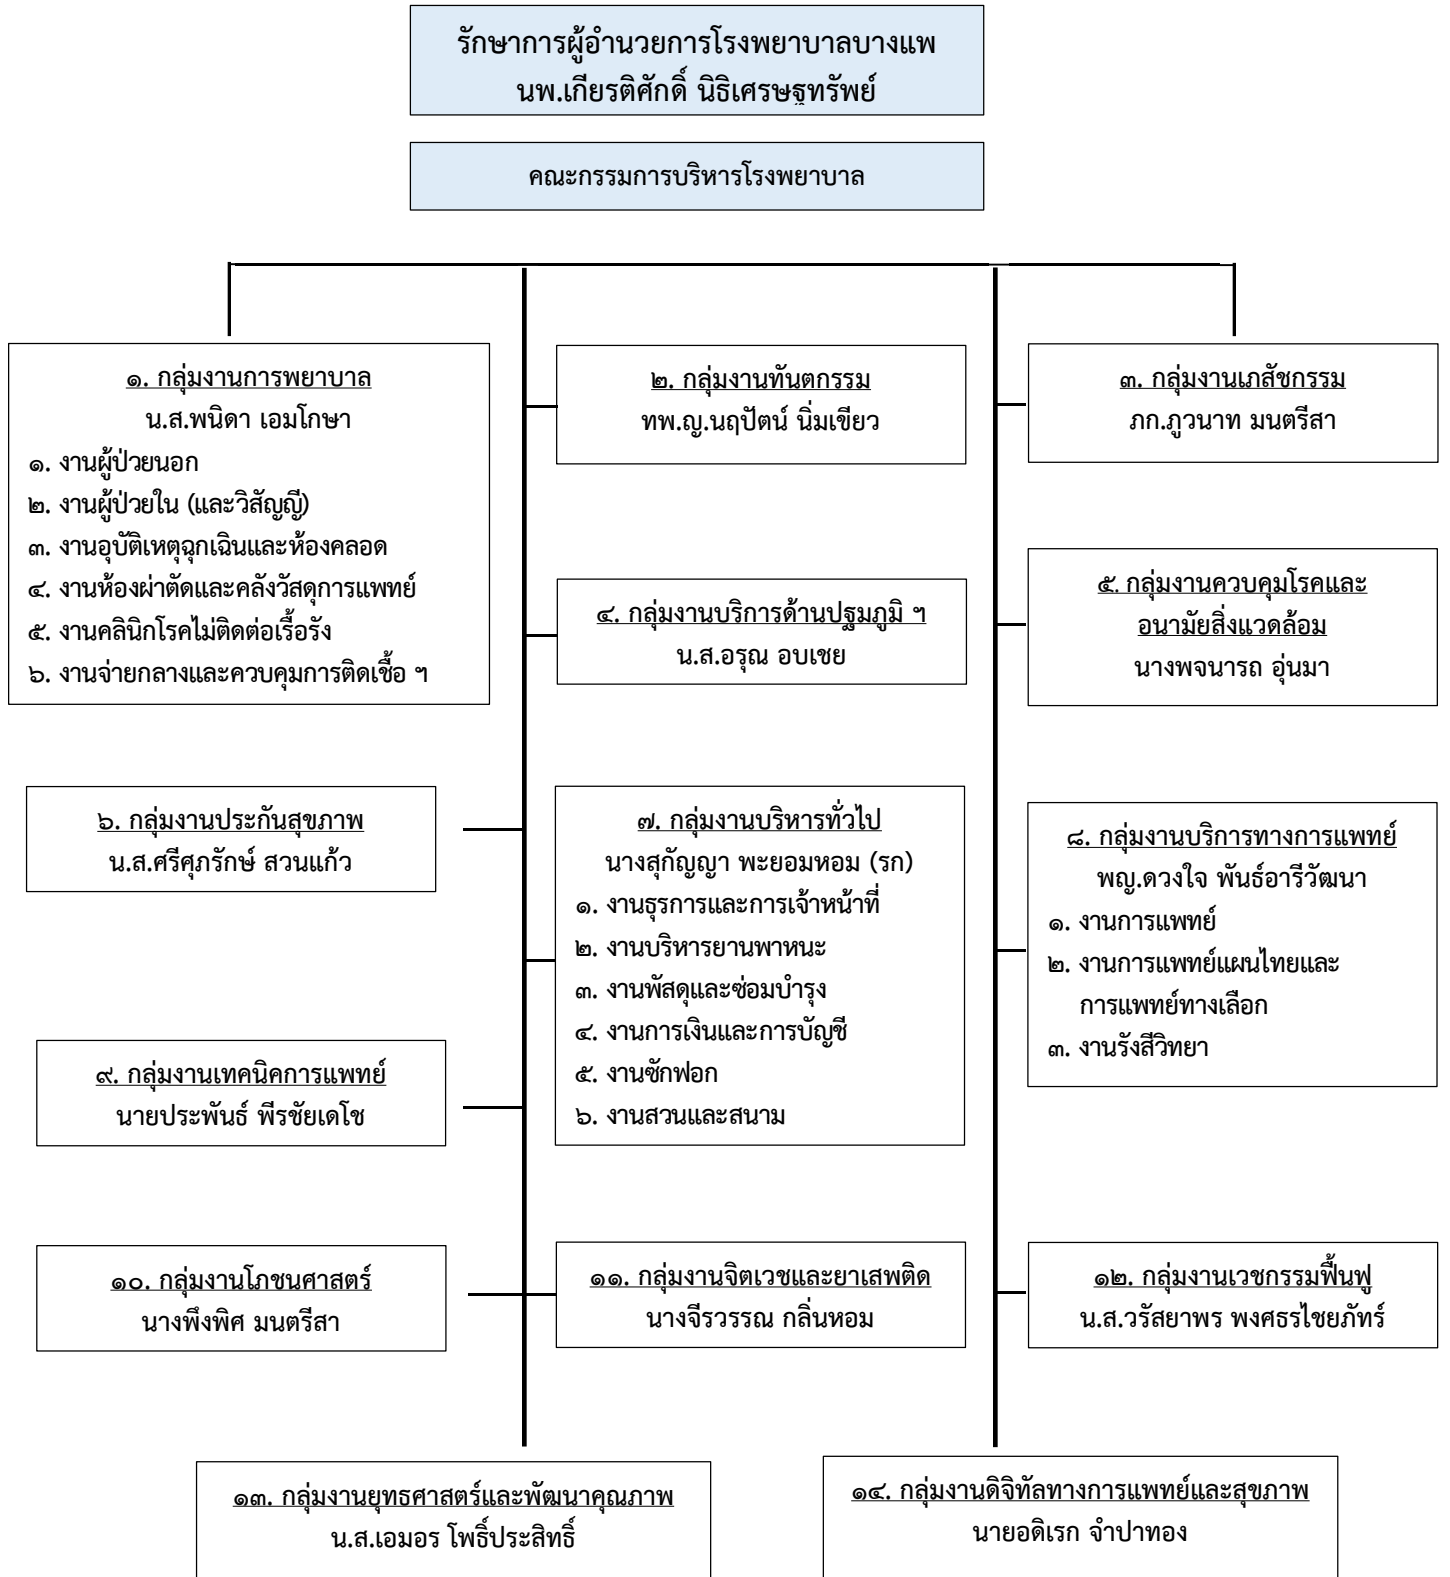 รักษาการผู้อำนวยการโรงพยาบาลบางแพ
นพ.เกียรติศักดิ์ นิธิเศรษฐทรัพย์
คณะกรรมการบริหารโรงพยาบาล
๑. กลุ่มงานการพยาบาล
น.ส.พนิดา เอมโกษา
๑. งานผู้ป่วยนอก
๒. งานผู้ป่วยใน (และวิสัญญี)
๓. งานอุบัติเหตุฉุกเฉินและห้องคลอด
๔. งานห้องผ่าตัดและคลังวัสดุการแพทย์
๕. งานคลินิกโรคไม่ติดต่อเรื้อรัง
๖. งานจ่ายกลางและควบคุมการติดเชื้อ ฯ
๒. กลุ่มงานทันตกรรม
ทพ.ญ.นฤปัตน์ นิ่มเขียว
๓. กลุ่มงานเภสัชกรรม
ภก.ภูวนาท มนตรีสา
๔. กลุ่มงานบริการด้านปฐมภูมิ ฯ
น.ส.อรุณ อบเชย
๕. กลุ่มงานควบคุมโรคและ
อนามัยสิ่งแวดล้อม
นางพจนารถ อุ่นมา
๖. กลุ่มงานประกันสุขภาพ
น.ส.ศรีศุภรักษ์ สวนแก้ว
๗. กลุ่มงานบริหารทั่วไป
นางสุกัญญา พะยอมหอม (รก)
๑. งานธุรการและการเจ้าหน้าที่
๒. งานบริหารยานพาหนะ
๓. งานพัสดุและซ่อมบำรุง
๔. งานการเงินและการบัญชี
๕. งานซักฟอก
๖. งานสวนและสนาม
๘. กลุ่มงานบริการทางการแพทย์
พญ.ดวงใจ พันธ์อารีวัฒนา
๑. งานการแพทย์
๒. งานการแพทย์แผนไทยและ
การแพทย์ทางเลือก
๓. งานรังสีวิทยา
๙. กลุ่มงานเทคนิคการแพทย์
นายประพันธ์ พีรชัยเดโช
๑๐. กลุ่มงานโภชนศาสตร์
นางพึงพิศ มนตรีสา
๑๑. กลุ่มงานจิตเวชและยาเสพติด
นางจีรวรรณ กลิ่นหอม
๑๒. กลุ่มงานเวชกรรมฟื้นฟู
น.ส.วรัสยาพร พงศธรไชยภัทร์
๑๓. กลุ่มงานยุทธศาสตร์และพัฒนาคุณภาพ
น.ส.เอมอร โพธิ์ประสิทธิ์
๑๔. กลุ่มงานดิจิทัลทางการแพทย์และสุขภาพ
นายอดิเรก จำปาทอง